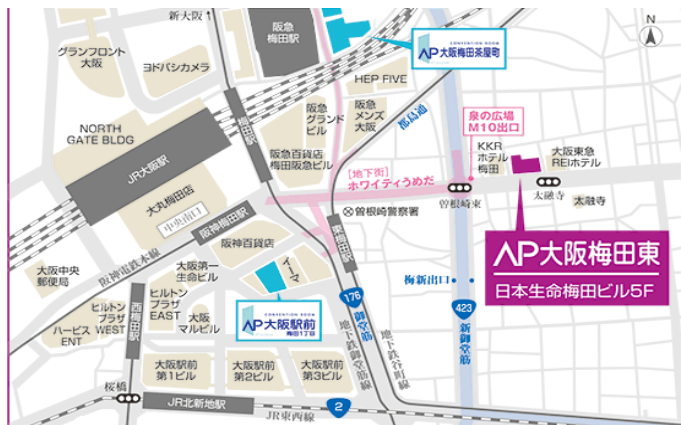 新大阪↑
阪急
梅田駅
CONVENTION ROOM
AP大阪梅田茶屋町
N
グランフロント
大阪
ヨドバシカメラ
HEP FIVE
NORTH
GATE BLDG
梅田駅
阪急
グランド
ビル
阪急
メンズ
大阪
都島通
泉の広場
M10出口
JR大阪駅
阪急百貨店
梅田阪急ビル
KKR
ホテル
梅田
大阪東急
REIホテル
[地下街]
ホワイティうめだ
大丸梅田店
中央南口
阪神梅田駅
曽根崎警察署
曽根崎東
太融寺
太融寺
東梅田駅
阪神百貨店
阪神電鉄本線
大阪中央
郵便局
大阪第一
生命ビル
イーマ
AP大阪梅田東
日本生命梅田ビル5F
梅新出口
ヒルトン
プラザ
WEST
ヒルトン
プラザ
EAST
西梅田駅
大阪
マルビル
CONVENTION ROOM
AP大阪駅前
梅田1丁目
176
御堂筋
423
新御堂筋
ハービス
ENT
地下鉄御堂筋線
地下鉄谷町線
大阪駅前
第1ビル
大阪駅前
第2ビル
大阪駅前
第3ビル
桜橋
JR北新地駅
JR東西線
2